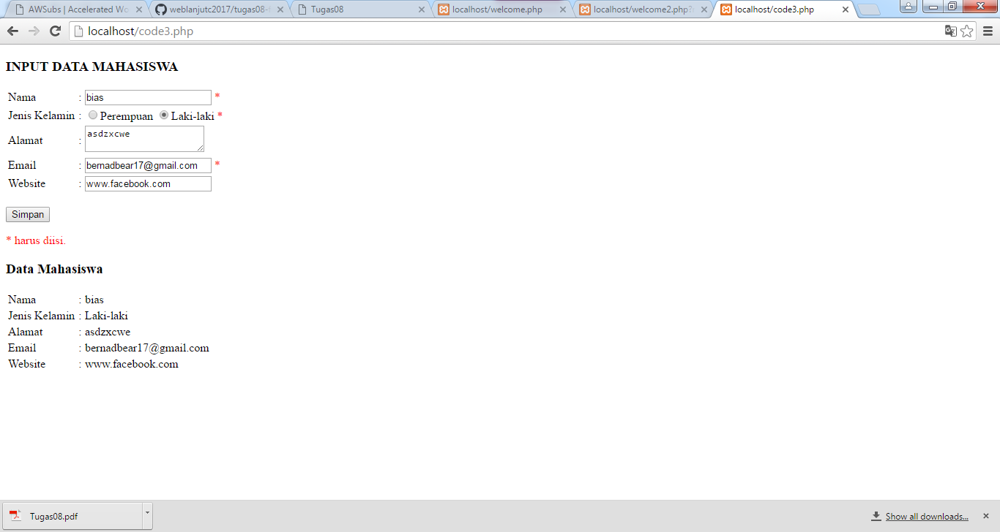 AWSubs | Accelerated Wo
weblanjutc2017/tugas08-
Tugas08
localhost/welcome.php
localhost/welcome2.php?
localhost/code3.php
localhost/code3.php
INPUT DATA MAHASISWA
Nama : bias *
Jenis Kelamin : Perempuan Laki-laki *
Alamat : asdzxcwe
Email : bernadbear17@gmail.com *
Website : www.facebook.com
Simpan
* harus diisi.
Data Mahasiswa
Nama : bias
Jenis Kelamin : Laki-laki
Alamat : asdzxcwe
Email : bernadbear17@gmail.com
Website : www.facebook.com
Tugas08.pdf
Show all downloads...